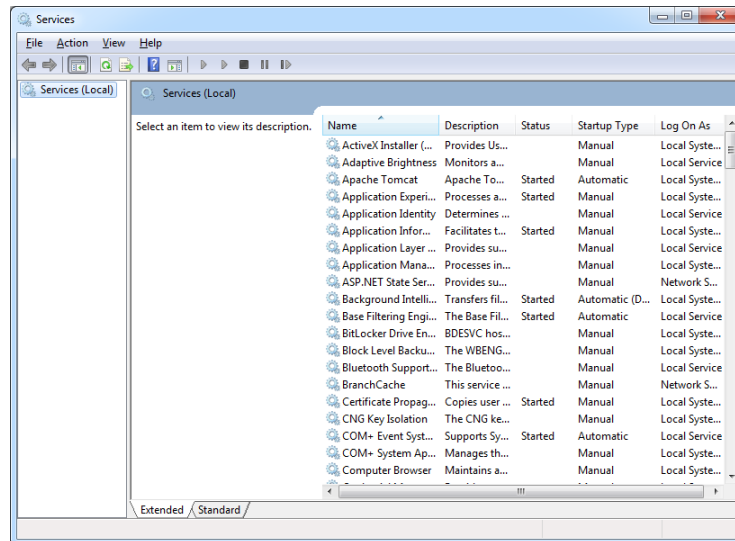 Services
File Action View Help
Services (Local)
Services (Local)
Select an item to view its description.
Name Description Status Startup Type Log On As
ActiveX Installer (... Provides Us... Manual Local Syste...
Adaptive Brightness Monitors a... Manual Local Service
Apache Tomcat Apache To... Started Automatic Local Syste...
Application Experi... Processes a... Started Manual Local Syste...
Application Identity Determines ... Manual Local Service
Application Infor... Facilitates t... Started Manual Local Syste...
Application Layer ... Provides su... Manual Local Service
Application Mana... Processes in... Manual Local Syste...
ASP.NET State Ser... Provides su... Manual Network S...
Background Intelli... Transfers fil... Started Automatic (D... Local Syste...
Base Filtering Engi... The Base Fil... Started Automatic Local Service
BitLocker Drive En... BDESVC hos... Manual Local Syste...
Block Level Backu... The WBENG... Manual Local Syste...
Bluetooth Support... The Bluetoo... Manual Local Service
BranchCache This service ... Manual Network S...
Certificate Propag... Copies user ... Started Manual Local Syste...
CNG Key Isolation The CNG ke... Manual Local Syste...
COM+ Event Syst... Supports Sy... Started Automatic Local Service
COM+ System Ap... Manages th... Manual Local Syste...
Computer Browser Maintains a... Manual Local Syste...
Extended Standard